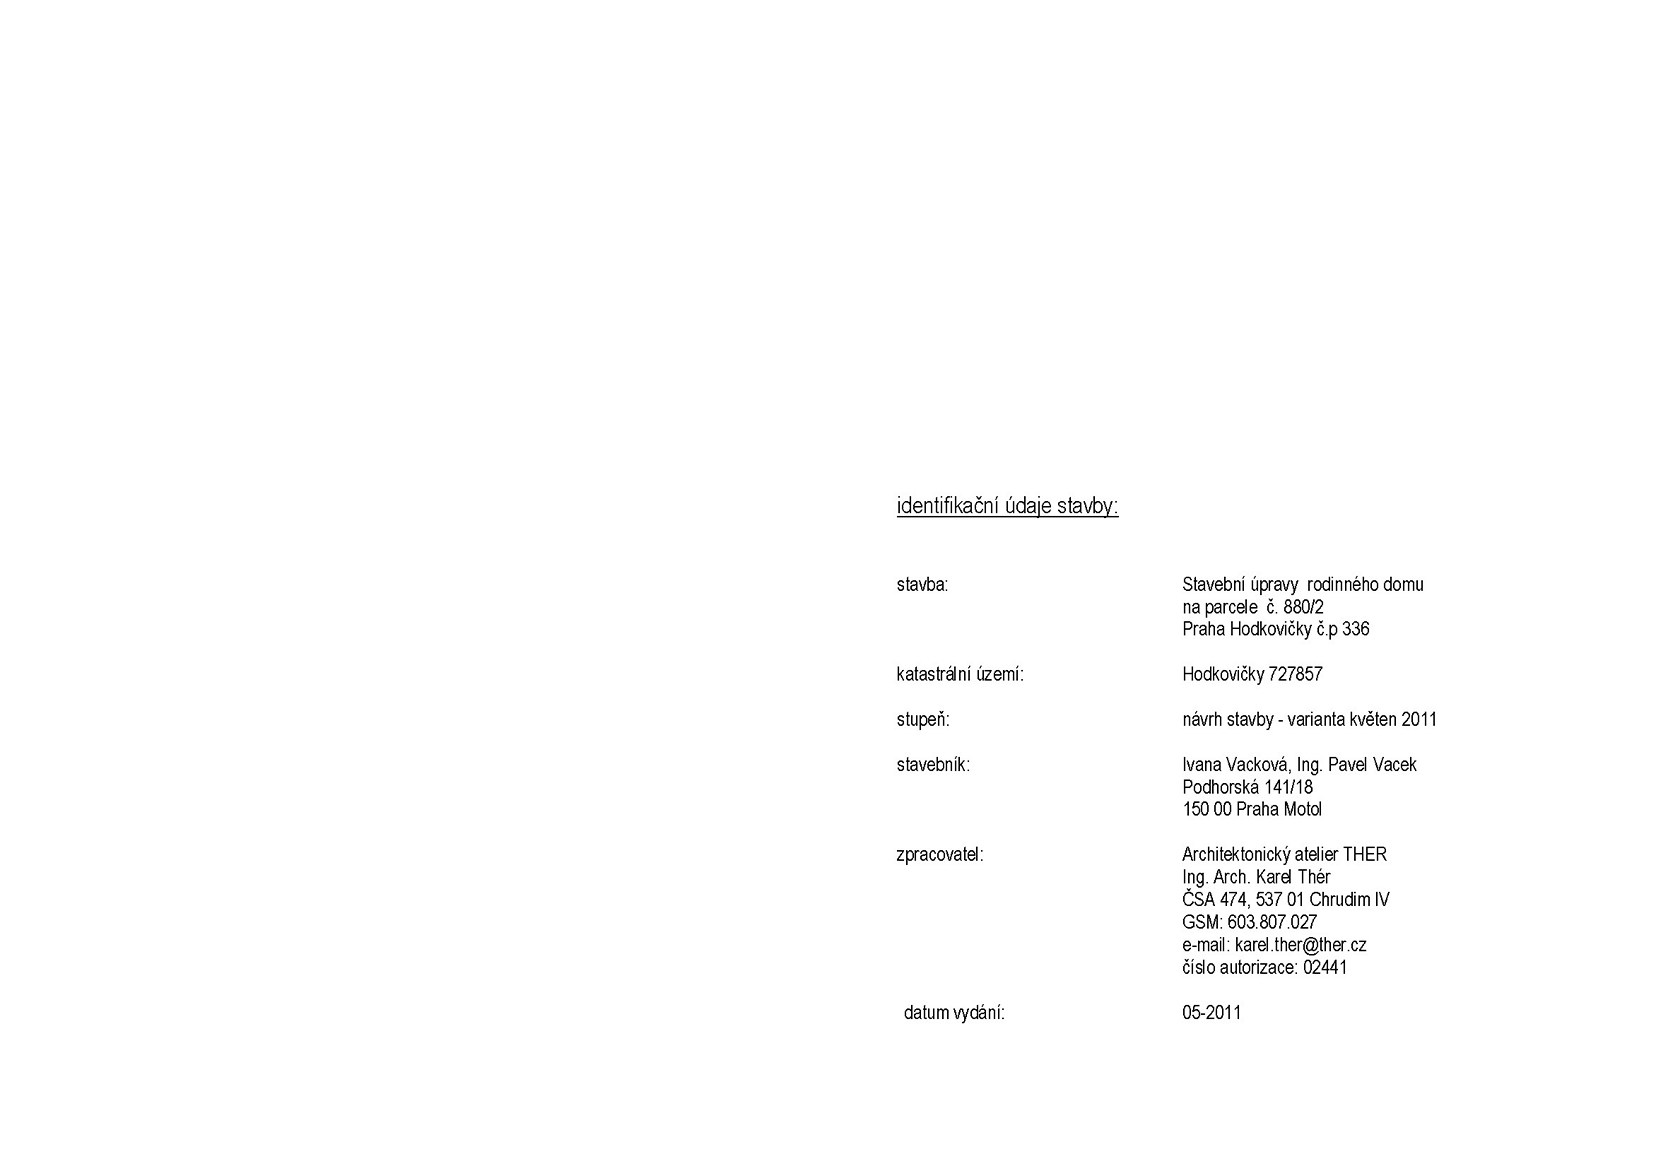 identifikační údaje stavby:
stavba: Stavební úpravy  rodinného domu
na parcele  č. 880/2
Praha Hodkovičky č.p 336
katastrální území: Hodkovičky 727857
stupeň: návrh stavby - varianta květen 2011
stavebník: Ivana Vacková, Ing. Pavel Vacek
Podhorská 141/18
150 00 Praha Motol
zpracovatel: Architektonický atelier THER
Ing. Arch. Karel Thér
ČSA 474, 537 01 Chrudim IV
GSM: 603.807.027
e-mail: karel.ther@ther.cz
číslo autorizace: 02441
datum vydání: 05-2011